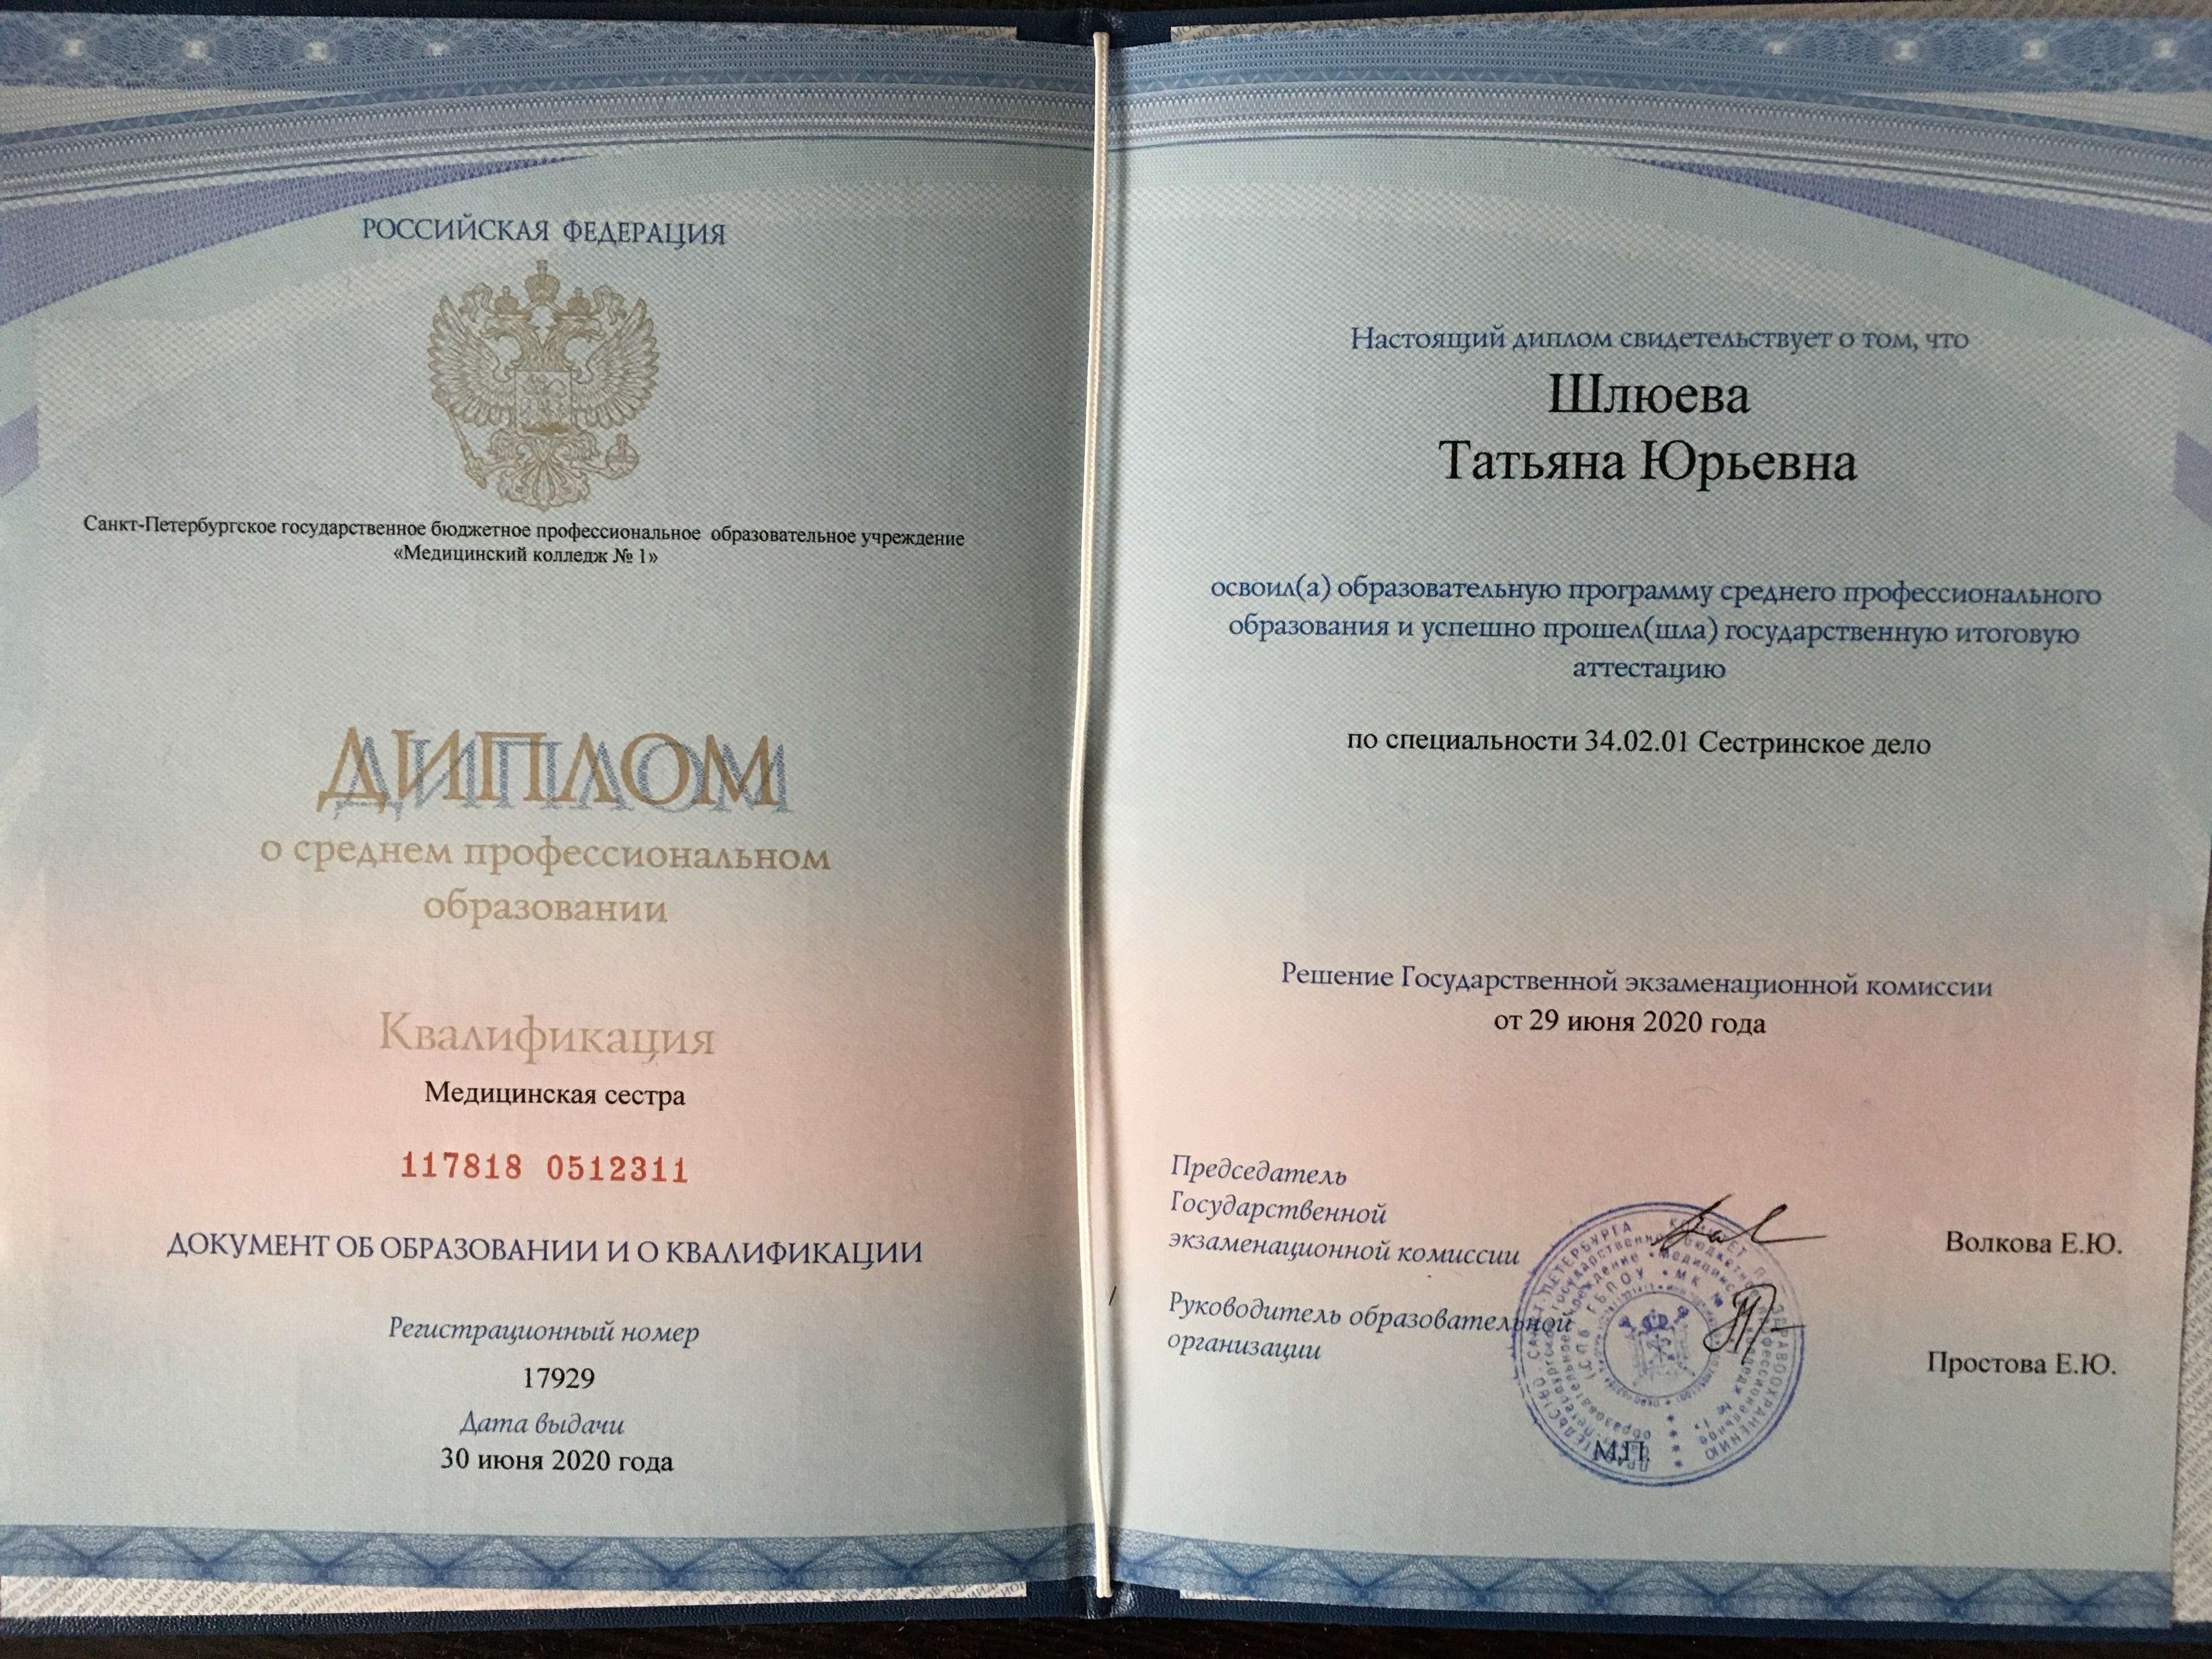 РОССИЙСКАЯ ФЕДЕРАЦИЯ
Санкт-Петербургское государственное бюджетное профессиональное образовательное учреждение
«Медицинский колледж № 1»
ДИПЛОМ
о среднем профессиональном
образовании
Квалификация
Медицинская сестра
117818 0512311
ДОКУМЕНТ ОБ ОБРАЗОВАНИИ И О КВАЛИФИКАЦИИ
Регистрационный номер
17929
Дата выдачи
30 июня 2020 года
Настоящий диплом свидетельствует о том, что
Шлюева
Татьяна Юрьевна
освоил(а) образовательную программу среднего профессионального
образования и успешно прошел(шла) государственную итоговую
аттестацию
по специальности 34.02.01 Сестринское дело
Решение Государственной экзаменационной комиссии
от 29 июня 2020 года
Председатель
Государственной
экзаменационной комиссии
Волкова Е.Ю.
Руководитель образовательной
организации
Простова Е.Ю.
М.П.